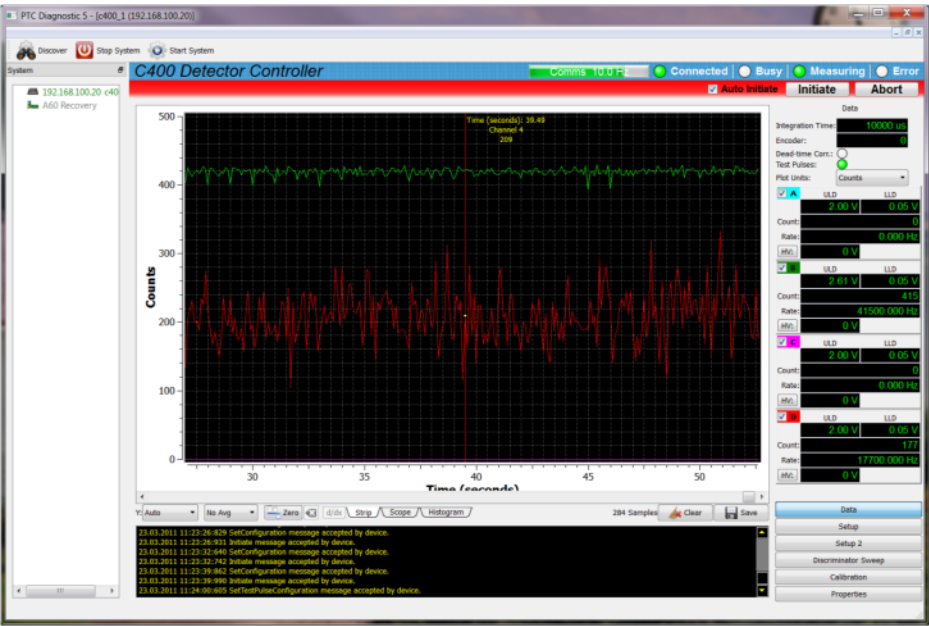 PTC Diagnostic 5 - [c400_1 (192.168.100.20)]
Discover Stop System Start System
System
192.168.100.20 c40
A60 Recovery
C400 Detector Controller
Comms 10.0 Hz Connected Busy Measuring Error
Auto Initiate Initiate Abort
Time (seconds): 39.49
Channel 4
209
500
400
300
200
100
0
Counts
30 35 40 45 50
Time (seconds)
Y: Auto No Avg Zero d/dt Strip Scope Histogram 284 Samples Clear Save
23.03.2011 11:23:26:829 SetConfiguration message accepted by device.
23.03.2011 11:23:26:931 Initiate message accepted by device.
23.03.2011 11:23:32:640 SetConfiguration message accepted by device.
23.03.2011 11:23:32:742 Initiate message accepted by device.
23.03.2011 11:23:39:862 SetConfiguration message accepted by device.
23.03.2011 11:23:39:990 Initiate message accepted by device.
23.03.2011 11:24:00:605 SetTestPulseConfiguration message accepted by device.
Data
Integration Time: 10000 us
Encoder: 0
Dead-time Corr.:
Test Pulses:
Plot Units: Counts
A ULD LLD
2.00 V 0.05 V
Count: 0
Rate: 0.000 Hz
HV: 0 V
B ULD LLD
2.61 V 0.05 V
Count: 415
Rate: 41500.000 Hz
HV: 0 V
C ULD LLD
2.00 V 0.05 V
Count: 0
Rate: 0.000 Hz
HV: 0 V
D ULD LLD
2.00 V 0.05 V
Count: 177
Rate: 17700.000 Hz
HV: 0 V
Data
Setup
Setup 2
Discriminator Sweep
Calibration
Properties